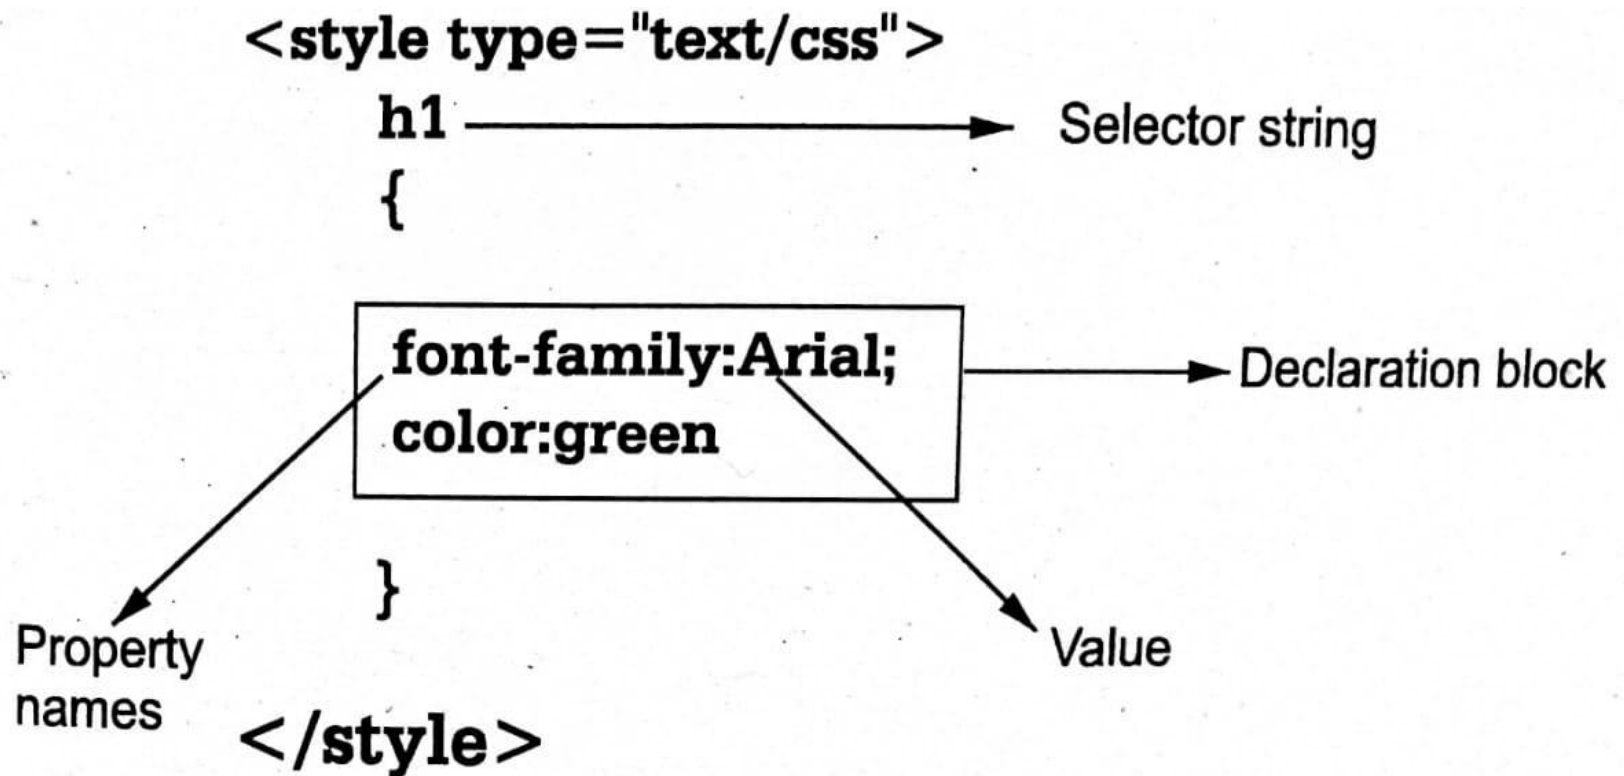 <style type="text/css">
h1
Selector string
{
font-family:Arial;
Declaration block
color:green
}
Property
names
Value
</style>